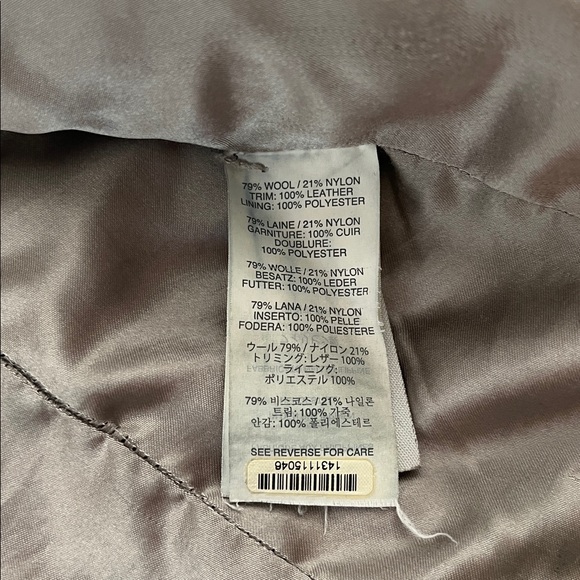 79% WOOL / 21% NYLON
TRIM: 100% LEATHER
LINING: 100% POLYESTER
79% LAINE / 21% NYLON
GARNITURE: 100% CUIR
DOUBLURE:
100% POLYESTER
79% WOLLE / 21% NYLON
BESATZ: 100% LEDER
FUTTER: 100% POLYESTER
79% LANA / 21% NYLON
INSERTO: 100% PELLE
FODERA: 100% POLIESTERE
ウール 79% / ナイロン 21%
トリミング: レザー 100%
ライニング:
ポリエステル 100%
79% 비스코스 / 21% 나일론
트림: 100% 가죽
안감: 100% 폴리에스테르
SEE REVERSE FOR CARE
1431115046